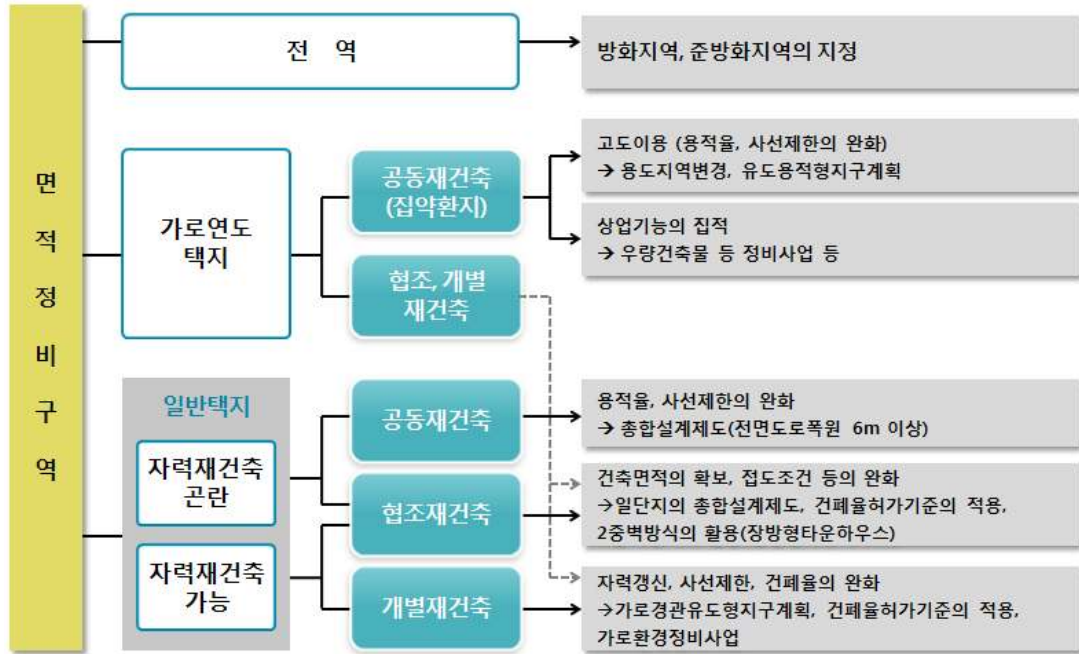 면적정비구역
전 역
방화지역, 준방화지역의 지정
가로연도
택지
공동재건축
(집약환지)
고도이용 (용적율, 사선제한의 완화)
→ 용도지역변경, 유도용적형지구계획
상업기능의 집적
→ 우량건축물 등 정비사업 등
협조, 개별
재건축
일반택지
자력재건축
곤란
자력재건축
가능
공동재건축
용적율, 사선제한의 완화
→ 총합설계제도(전면도로폭원 6m 이상)
협조재건축
건축면적의 확보, 접도조건 등의 완화
→일단지의 총합설계제도, 건폐율허가기준의 적용,
2중벽방식의 활용(장방형타운하우스)
개별재건축
자력갱신, 사선제한, 건폐율의 완화
→가로경관유도형지구계획, 건폐율허가기준의 적용,
가로환경정비사업